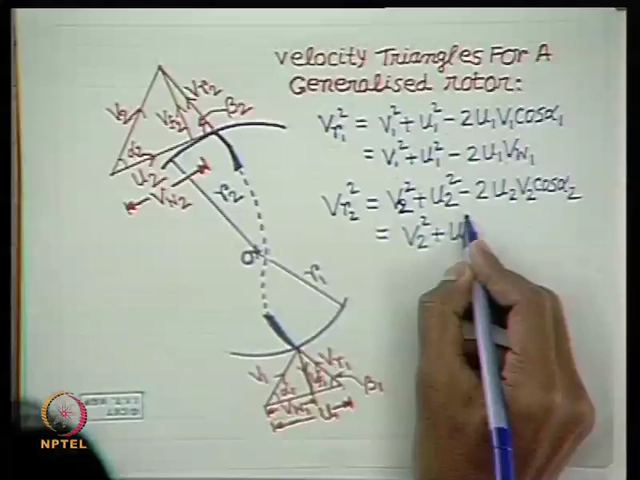 Velocity Triangles For A
Generalised rotor:
Vr₁² = V₁² + U₁² - 2U₁V₁cosα₁
= V₁² + U₁² - 2U₁Vw₁
Vr₂² = V₂² + U₂² - 2U₂V₂cosα₂
= V₂² + U
V₂
Vr₂
Vf₂
β₂
α₂
U₂
Vw₂
r₂
O
r₁
V₁
Vr₁
α₁
Vf₁
β₁
Vw₁
U₁
NPTEL